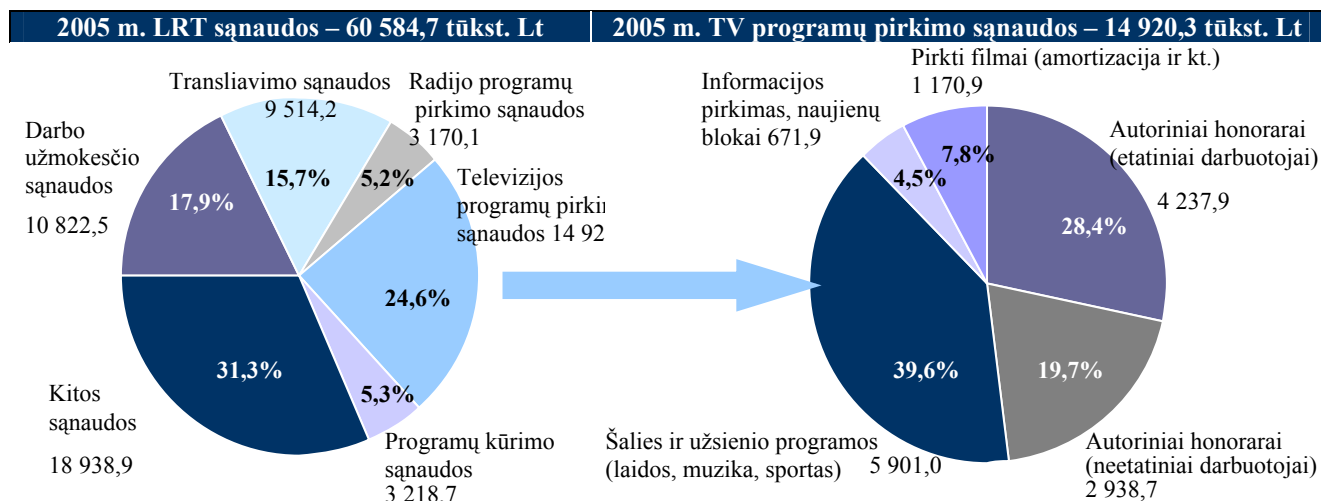 2005 m. LRT sąnaudos – 60 584,7 tūkst. Lt
Transliavimo sąnaudos
9 514,2
Radijo programų
pirkimo sąnaudos
3 170,1
Darbo
užmokesčio
sąnaudos
10 822,5
Televizijos
programų
sąnaudos 14 92
15,7%
5,2%
17,9%
24,6%
31,3%
5,3%
Kitos
sąnaudos
18 938,9
Programų kūrimo
sąnaudos
3 218,7
2005 m. TV programų pirkimo sąnaudos – 14 920,3 tūkst. Lt
Pirkti filmai (amortizacija ir kt.)
1 170,9
Informacijos
pirkimas, naujienų
blokai 671,9
Autoriniai honorarai
(etatiniai darbuotojai)
4 237,9
7,8%
4,5%
28,4%
39,6%
19,7%
Šalies ir užsienio programos
(laidos, muzika, sportas)
5 901,0
Autoriniai honorarai
(neetatiniai darbuotojai)
2 938,7